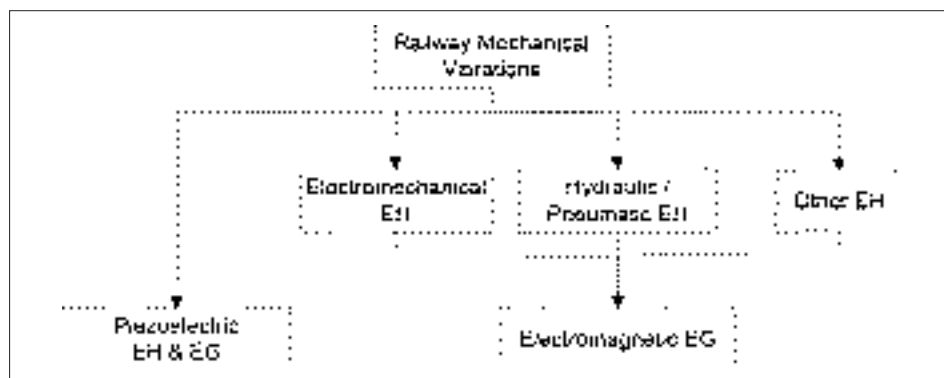 Railway Mechanical
Vibrations
Electromechanical
EH
Hydraulic /
Pneumatic EH
Other EH
Piezoelectric
EH & EG
Electromagnetic EG